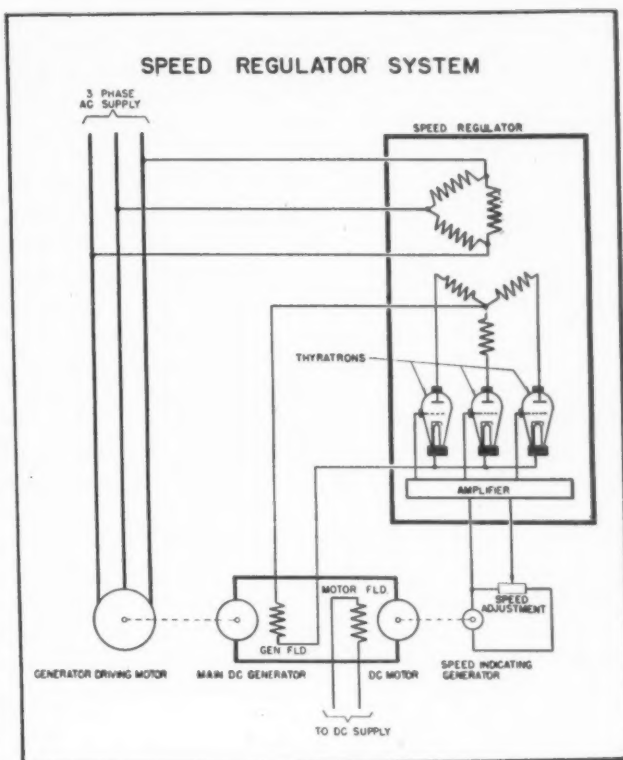 SPEED REGULATOR SYSTEM
3 PHASE
AC SUPPLY
SPEED REGULATOR
THYRATRONS
AMPLIFIER
MOTOR FLD.
SPEED
ADJUSTMENT
GEN FLD
GENERATOR DRIVING MOTOR
MAIN DC GENERATOR
DC MOTOR
SPEED INDICATING
GENERATOR
TO DC SUPPLY